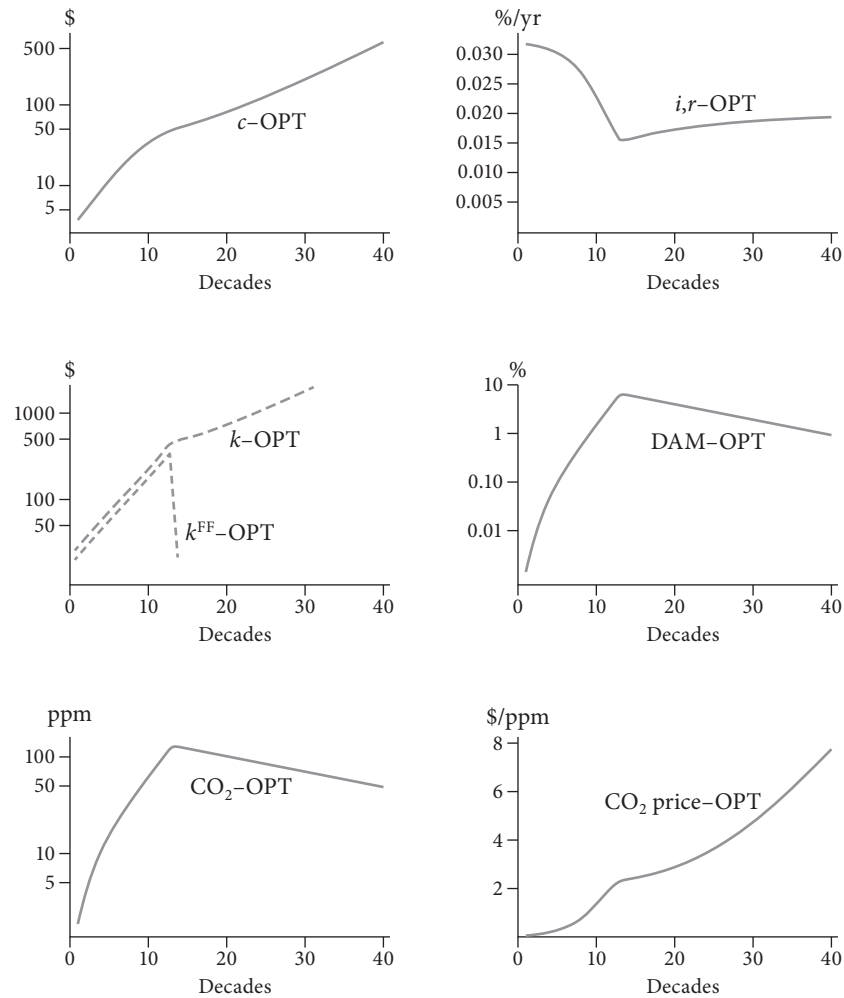 $
500
100
50
10
5
c–OPT
0 10 20 30 40
Decades
%/yr
0.030
0.025
0.020
0.015
0.010
0.005
i,r–OPT
0 10 20 30 40
Decades
$
1000
500
100
50
k–OPT
k^FF–OPT
0 10 20 30 40
Decades
%
10
1
0.10
0.01
DAM–OPT
0 10 20 30 40
Decades
ppm
100
50
10
5
CO₂–OPT
0 10 20 30 40
Decades
$/ppm
8
6
4
2
CO₂ price–OPT
0 10 20 30 40
Decades